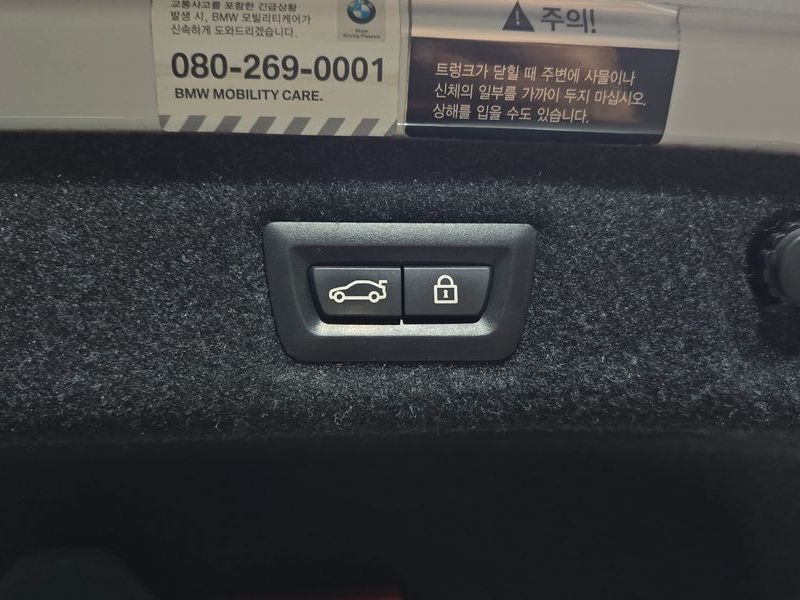 교통사고를 포함한 긴급상황
발생 시, BMW 모빌리티케어가
신속하게 도와드리겠습니다.
080-269-0001
BMW MOBILITY CARE.
BMW
Sheer
Driving Pleasure
주의!
트렁크가 닫힐 때 주변에 사물이나
신체의 일부를 가까이 두지 마십시오.
상해를 입을 수도 있습니다.